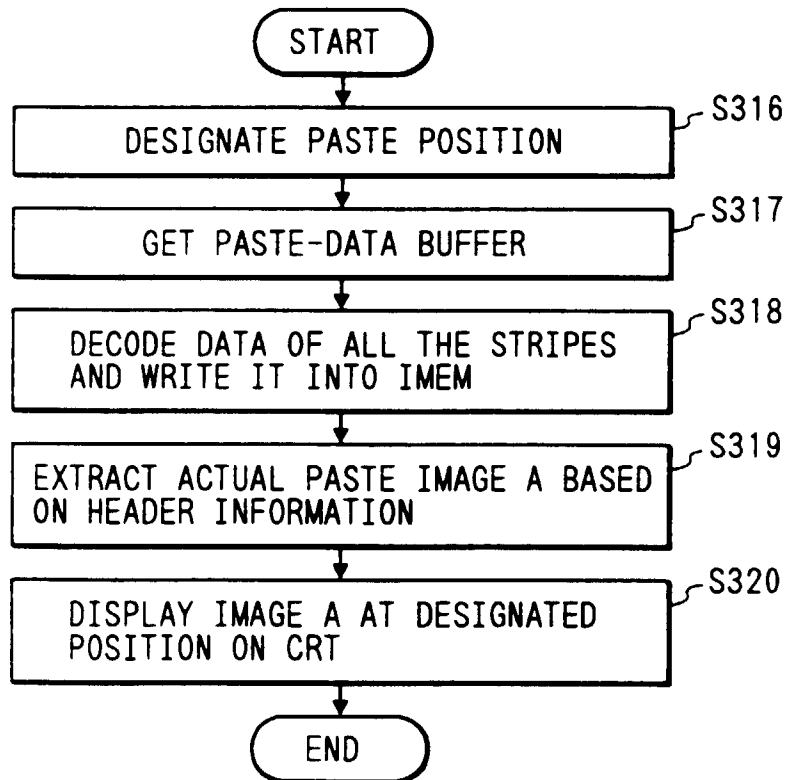 START
S316
DESIGNATE PASTE POSITION
S317
GET PASTE-DATA BUFFER
S318
DECODE DATA OF ALL THE STRIPES
AND WRITE IT INTO IMEM
S319
EXTRACT ACTUAL PASTE IMAGE A BASED
ON HEADER INFORMATION
S320
DISPLAY IMAGE A AT DESIGNATED
POSITION ON CRT
END